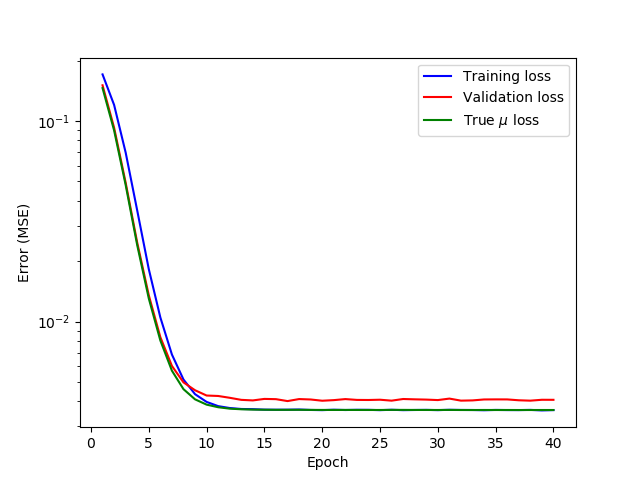 Training loss
Validation loss
True μ loss
10⁻¹
10⁻²
Error (MSE)
0 5 10 15 20 25 30 35 40
Epoch